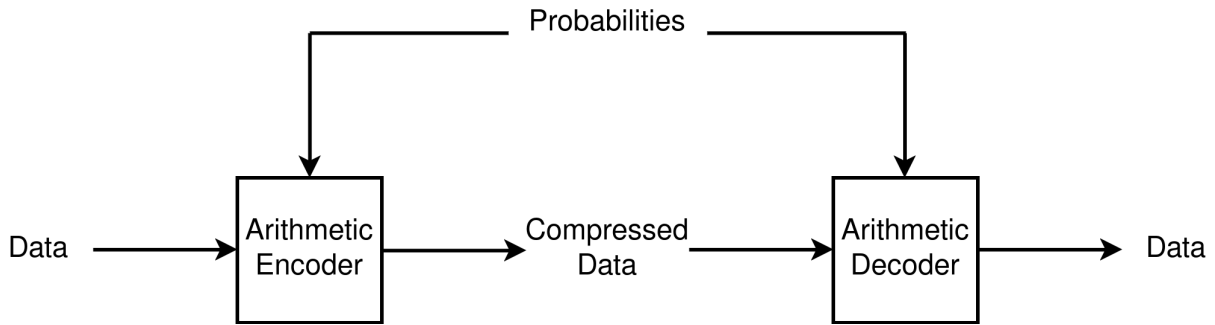 Probabilities
Data
Arithmetic
Encoder
Compressed
Data
Arithmetic
Decoder
Data